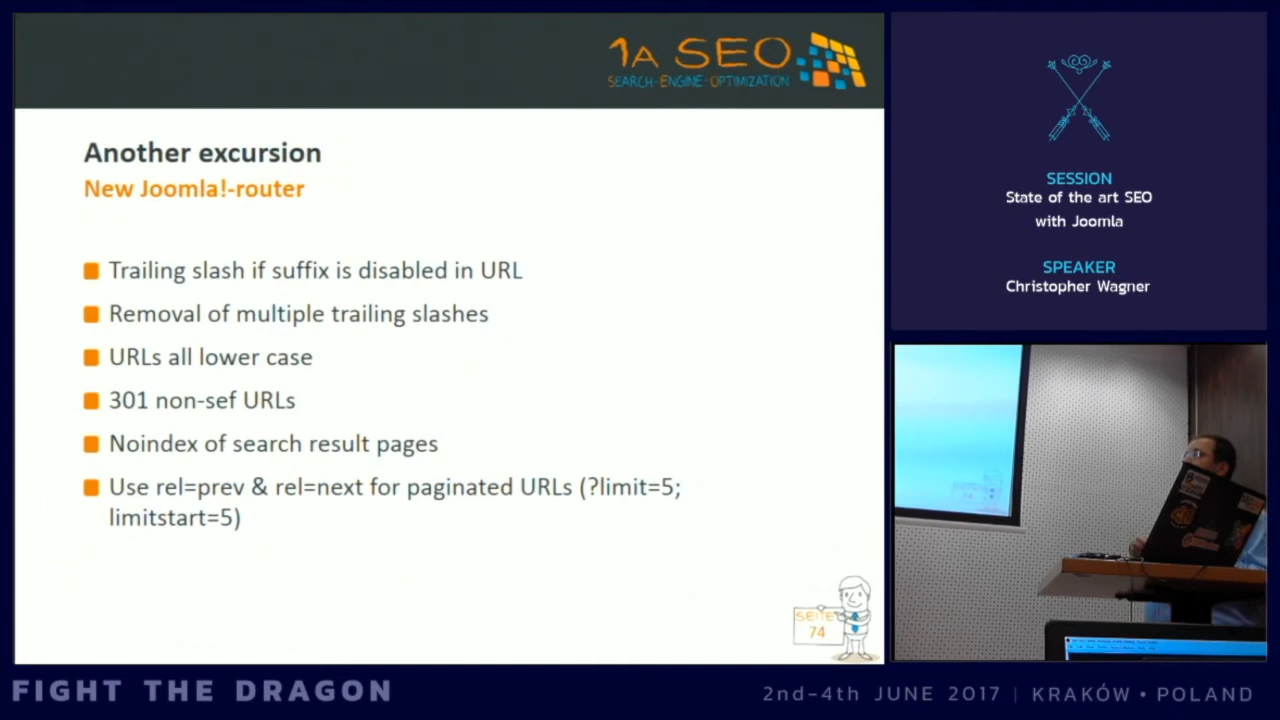 1A SEO
SEARCH-ENGINE-OPTIMIZATION
Another excursion
New Joomla!-router
Trailing slash if suffix is disabled in URL
Removal of multiple trailing slashes
URLs all lower case
301 non-sef URLs
Noindex of search result pages
Use rel=prev & rel=next for paginated URLs (?limit=5;
limitstart=5)
SEITE
74
SESSION
State of the art SEO
with Joomla
SPEAKER
Christopher Wagner
FIGHT THE DRAGON
2nd-4th JUNE 2017 | KRAKÓW • POLAND